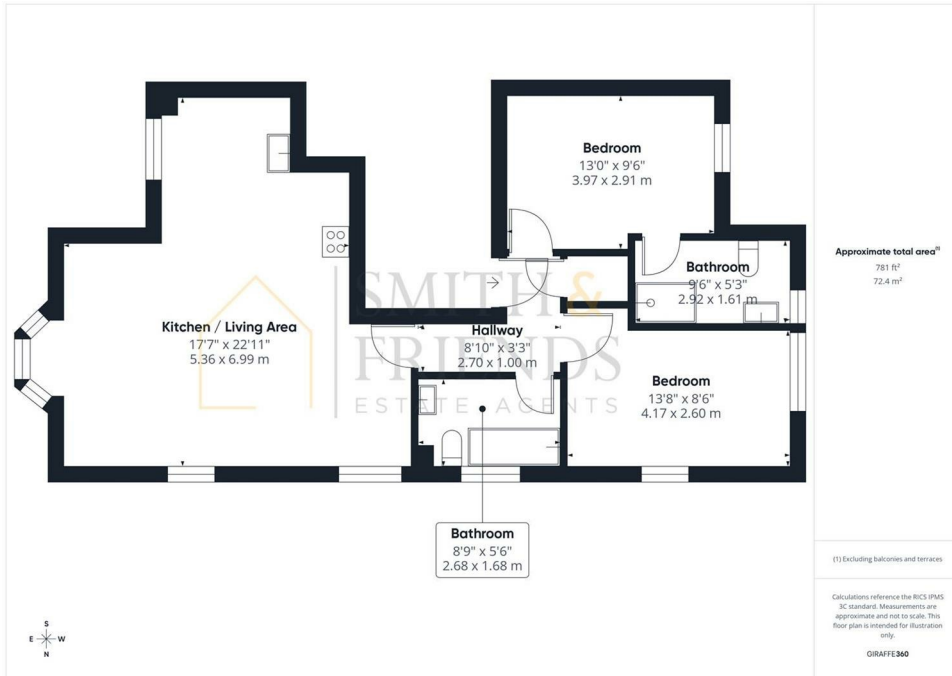 Bedroom
13'0" x 9'6"
3.97 x 2.91 m
Bathroom
9'6" x 5'3"
2.92 x 1.61 m
Kitchen / Living Area
17'7" x 22'11"
5.36 x 6.99 m
SMITH &
FRIENDS
ESTATE AGENTS
Hallway
8'10" x 3'3"
2.70 x 1.00 m
Bedroom
13'8" x 8'6"
4.17 x 2.60 m
Bathroom
8'9" x 5'6"
2.68 x 1.68 m
S
E W
N
Approximate total area(1)
781 ft²
72.4 m²
(1) Excluding balconies and terraces
Calculations reference the RICS IPMS
3C standard. Measurements are
approximate and not to scale. This
floor plan is intended for illustration
only.
GIRAFFE360